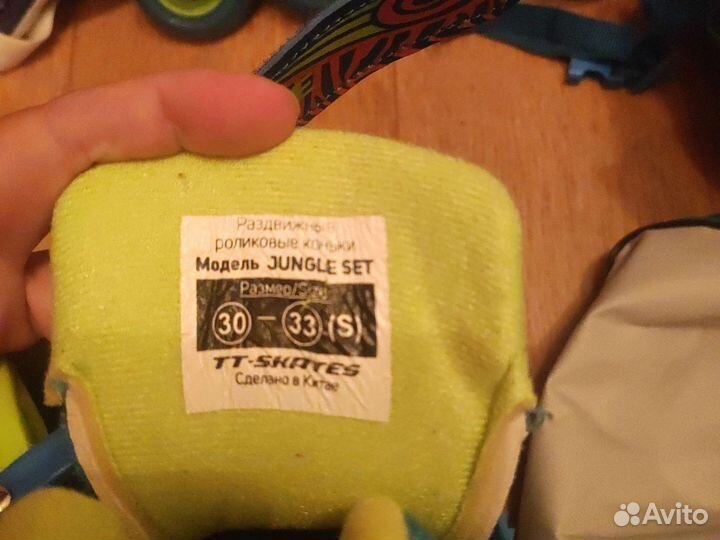 Раздвижные
роликовые коньки
Модель JUNGLE SET
Размер/Size
30 – 33 (S)
TT-SKATES
Сделано в Китае
Avito